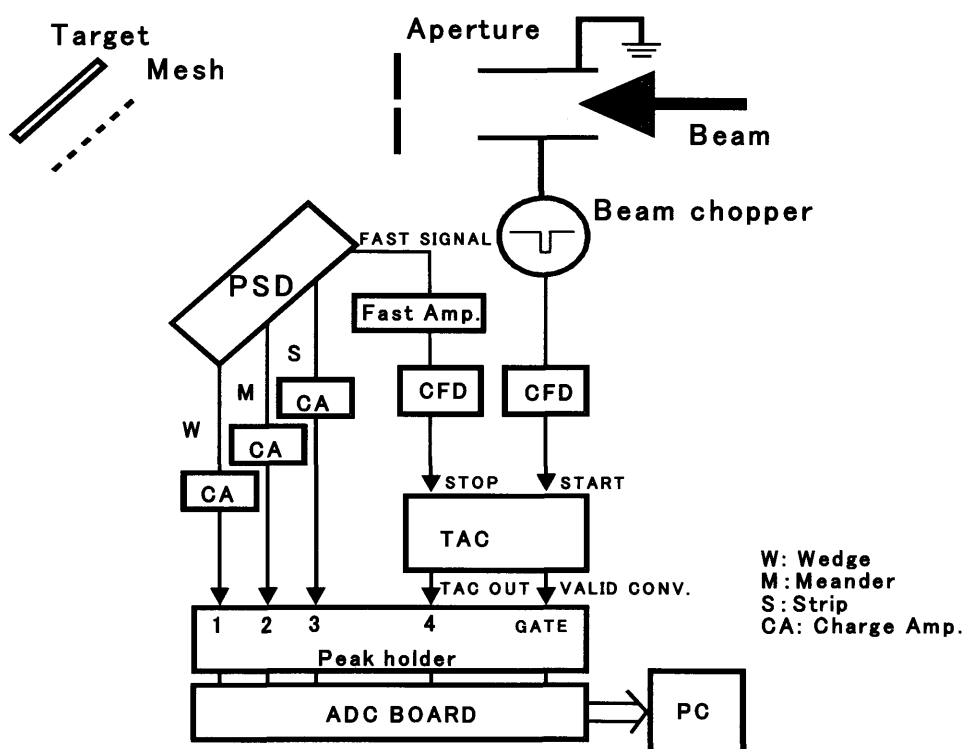 Target
Mesh
Aperture
Beam
Beam chopper
FAST SIGNAL
PSD
Fast Amp.
S
CFD
CFD
CA
M
W
CA
CA
STOP
START
TAC
TAC OUT
VALID CONV.
W: Wedge
M: Meander
S: Strip
CA: Charge Amp.
1
2
3
4
GATE
Peak holder
ADC BOARD
PC